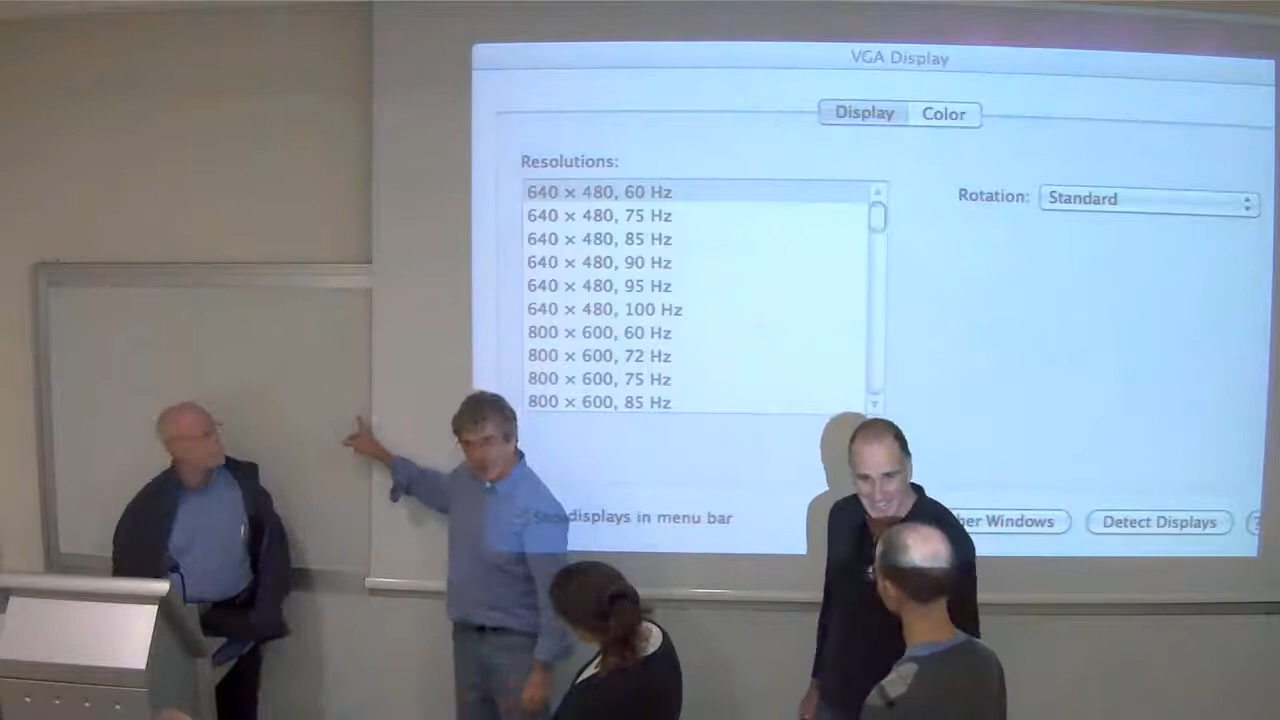 VGA Display
Display Color
Resolutions:
640 × 480, 60 Hz
Rotation: Standard
640 × 480, 75 Hz
640 × 480, 85 Hz
640 × 480, 90 Hz
640 × 480, 95 Hz
640 × 480, 100 Hz
800 × 600, 60 Hz
800 × 600, 72 Hz
800 × 600, 75 Hz
800 × 600, 85 Hz
Show displays in menu bar
Windows
Detect Displays
?